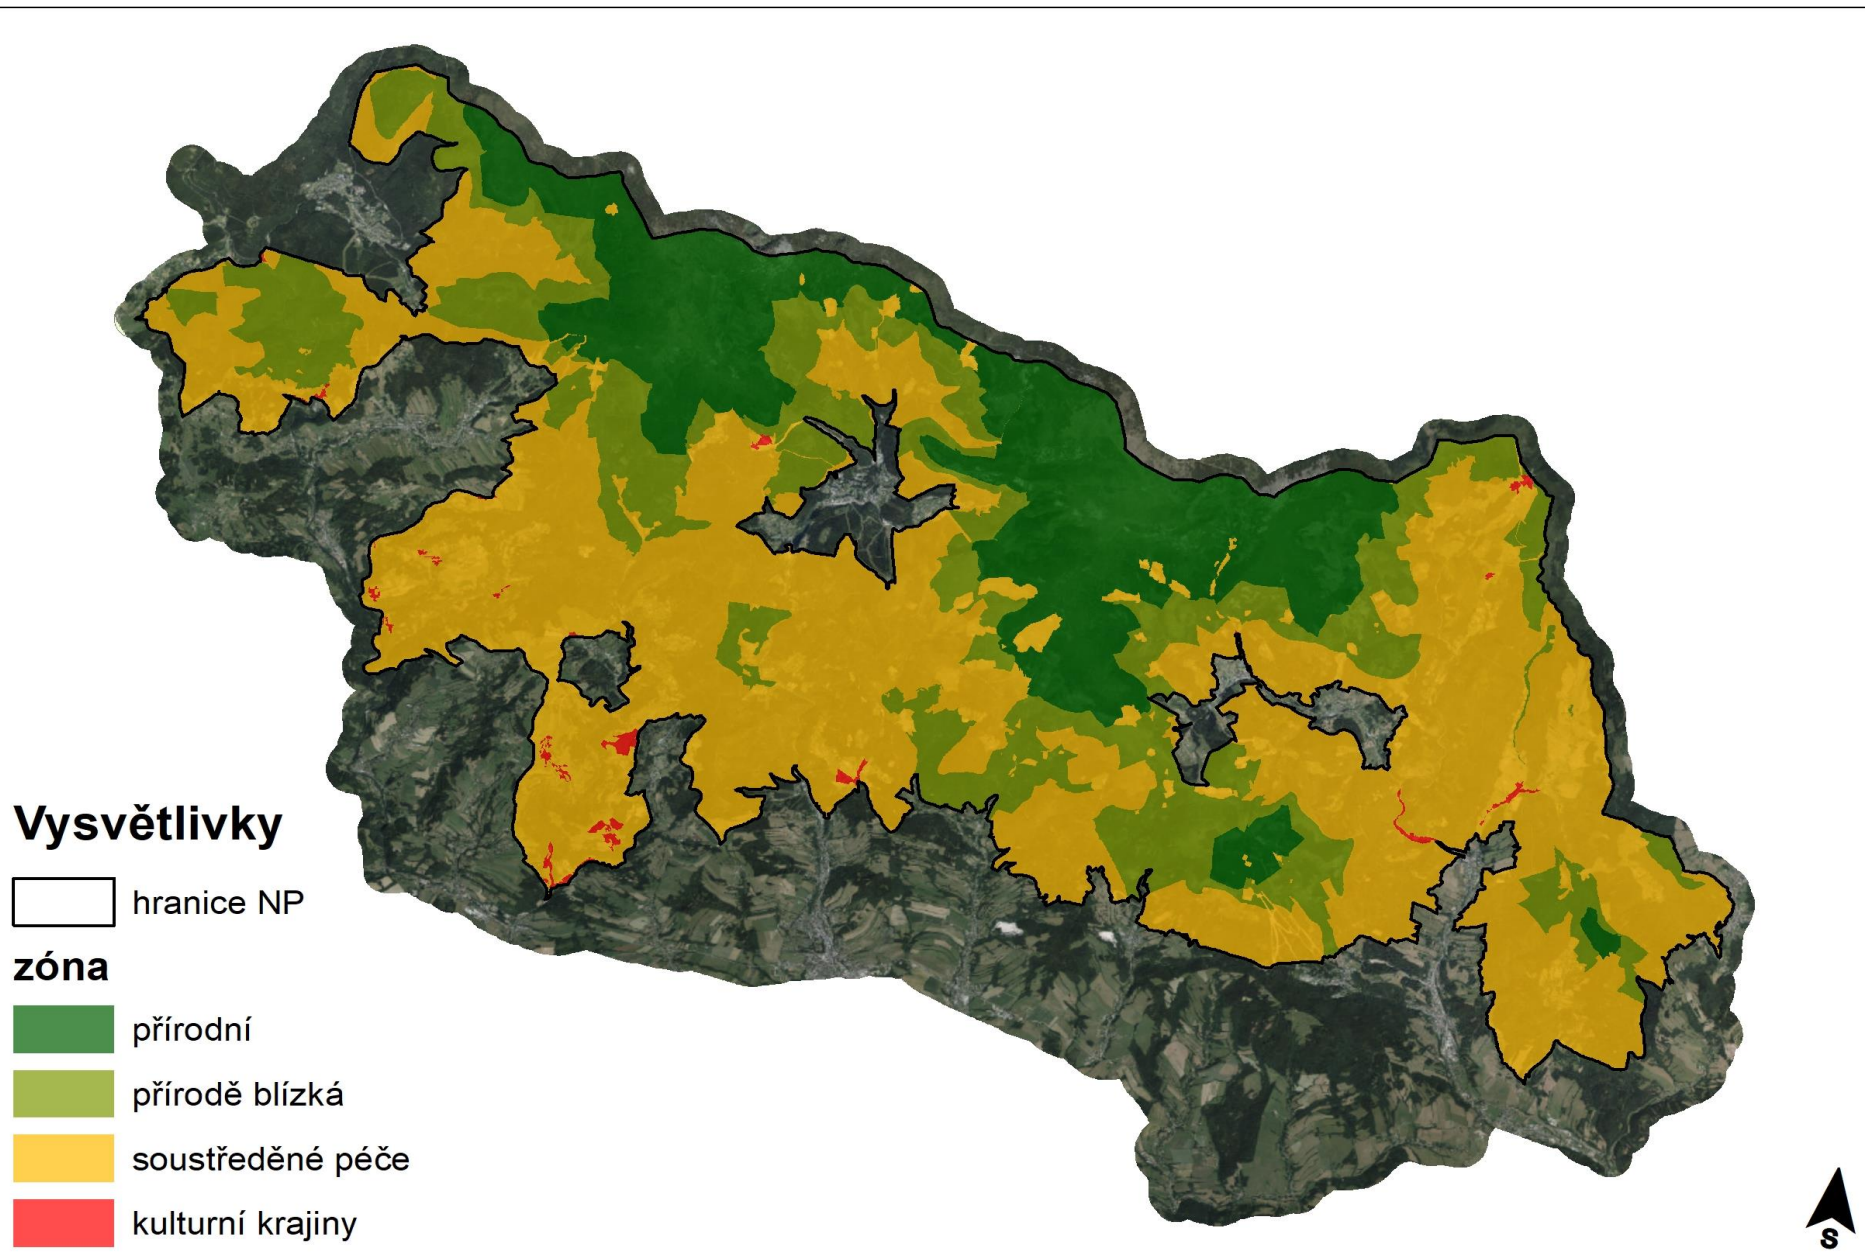 Vysvětlivky
hranice NP
zóna
přírodní
přírodě blízká
soustředěné péče
kulturní krajiny
S